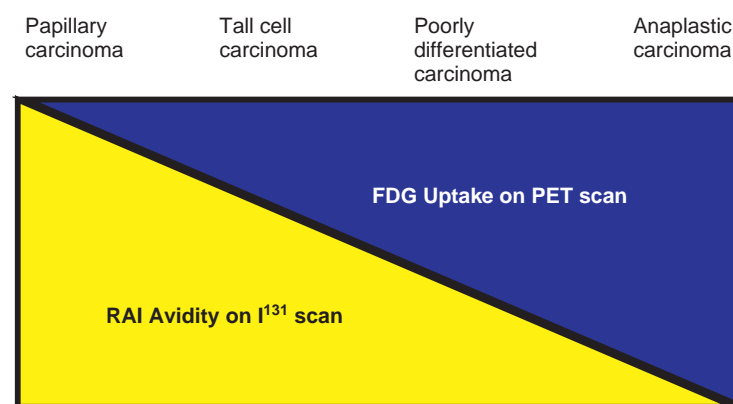 Papillary
carcinoma
Tall cell
carcinoma
Poorly
differentiated
carcinoma
Anaplastic
carcinoma
FDG Uptake on PET scan
RAI Avidity on I¹³¹ scan